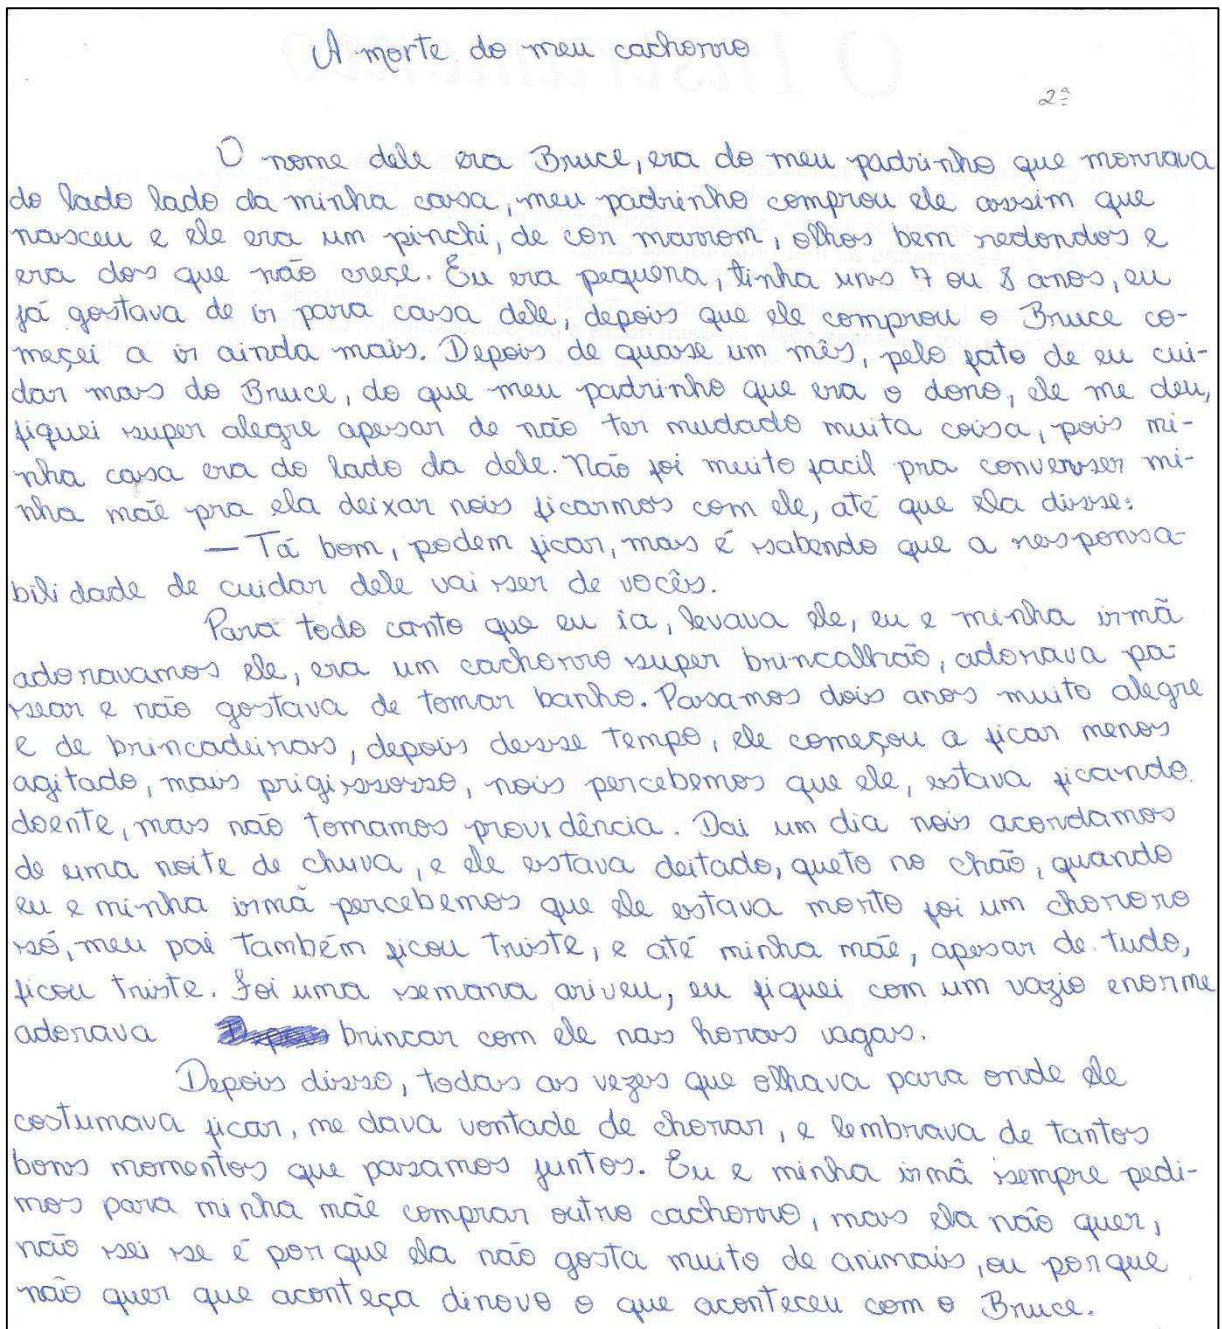 A morte do meu cachorro
2ª
O nome dele era Bruce, era do meu padrinho que morrava
do lado lado da minha casa, meu padrinho comprou ele assim que
nasceu e ele era um pinchi, de cor marrom, olhos bem redondos e
era dos que não creçe. Eu era pequena, tinha uns 7 ou 8 anos, eu
já gostava de ir para casa dele, depois que ele comprou o Bruce co-
meçei a ir ainda mais. Depois de quase um mês, pelo fato de eu cui-
dar mas do Bruce, do que meu padrinho que era o dono, ele me deu,
fiquei super alegre apesar de não ter mudado muita coisa, pois mi-
nha casa era do lado da dele. Não foi muito facil pra converser mi-
nha mãe pra ela deixar nois ficarmos com ele, até que ela disse:
— Tá bom, podem ficar, mas é sabendo que a responsa-
bilidade de cuidar dele vai ser de vocês.
Para todo canto que eu ia, levava ele, eu e minha irmã
adoravamos ele, era um cachorro super brincalhão, adorava pa-
sear e não gostava de tomar banho. Pasamos dois anos muito alegre
e de brincadeiras, depois desse tempo, ele começou a ficar menos
agitado, mais prigissosso, nois percebemos que ele, estava ficando
doente, mas não tomamos providência. Dai um dia nois acordamos
de uma noite de chuva, e ele estava deitado, queto no chão, quando
eu e minha irmã percebemos que ele estava morto foi um chororo
só, meu pai também ficou triste, e até minha mãe, apesar de tudo,
ficou triste. Foi uma semana ariveu, eu fiquei com um vazio enorme
adorava brincar com ele nas horas vagas.
Depois disso, todas as vezes que olhava para onde ele
costumava ficar, me dava vontade de chorar, e lembrava de tantos
bons momentos que pasamos juntos. Eu e minha irmã sempre pedi-
mos para minha mãe comprar outro cachorro, mas ela não quer,
não sei se é por que ela não gosta muito de animais, ou porque
não quer que aconteça dinovo o que aconteceu com o Bruce.